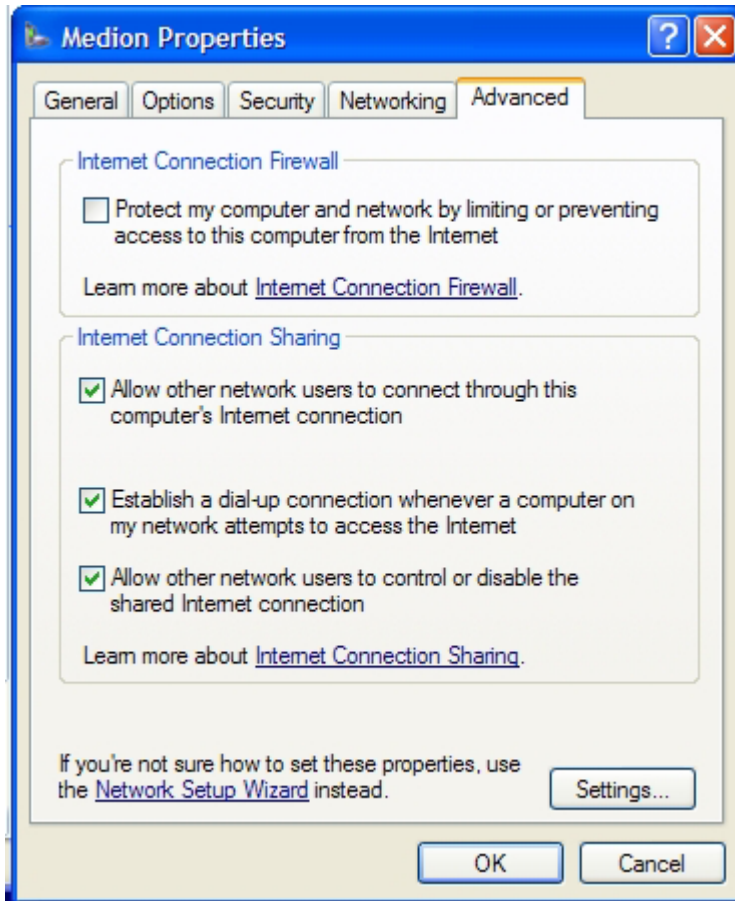 Medion Properties
General Options Security Networking Advanced
Internet Connection Firewall
Protect my computer and network by limiting or preventing
access to this computer from the Internet
Learn more about Internet Connection Firewall.
Internet Connection Sharing
Allow other network users to connect through this
computer's Internet connection
Establish a dial-up connection whenever a computer on
my network attempts to access the Internet
Allow other network users to control or disable the
shared Internet connection
Learn more about Internet Connection Sharing.
If you're not sure how to set these properties, use
the Network Setup Wizard instead.
Settings...
OK Cancel